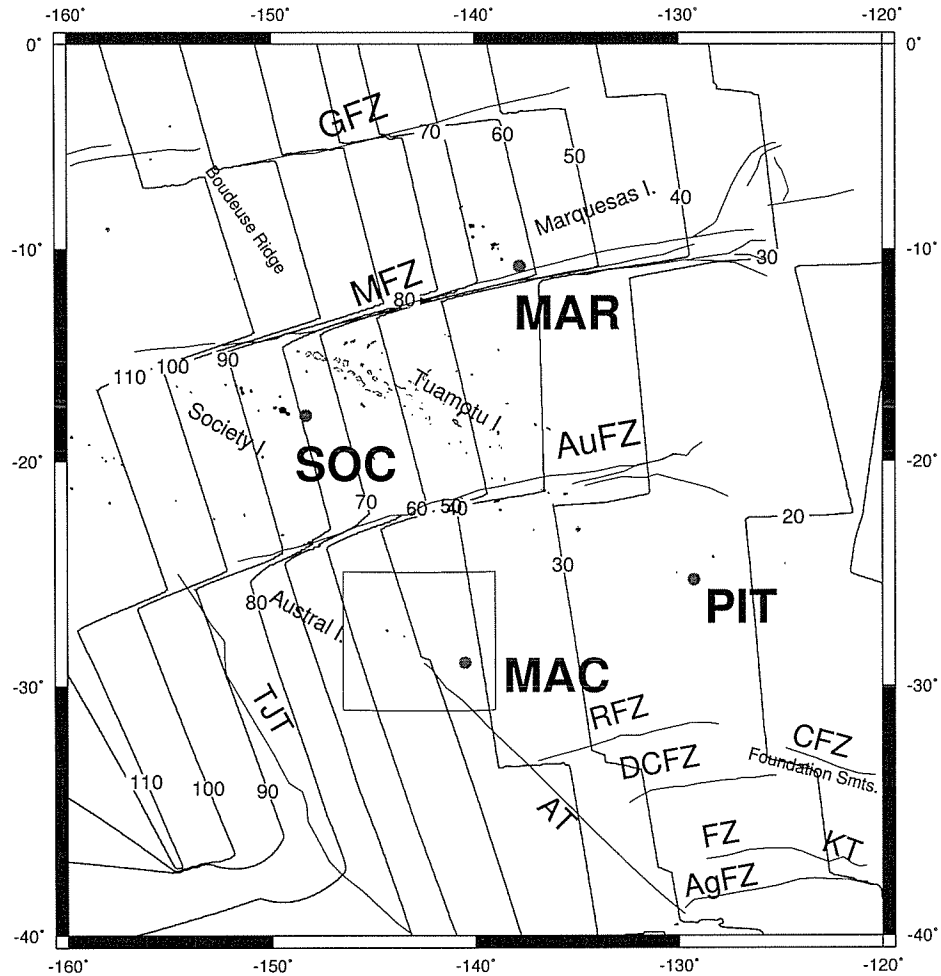 -160° -150° -140° -130° -120°
0° 0°
GFZ
70
60
50
Boudeuse Ridge
Marquesas I.
40
-10° -10°
30
MFZ
80
MAR
90
100
110
Tuamotu I.
Society I.
AuFZ
SOC
-20° -20°
70
60
50
40
20
30
PIT
80
Austral I.
MAC
-30° -30°
TJT
RFZ
CFZ
DCFZ
Foundation Smts.
110
100
90
AT
FZ
KT
AgFZ
-40° -40°
-160° -150° -140° -130° -120°